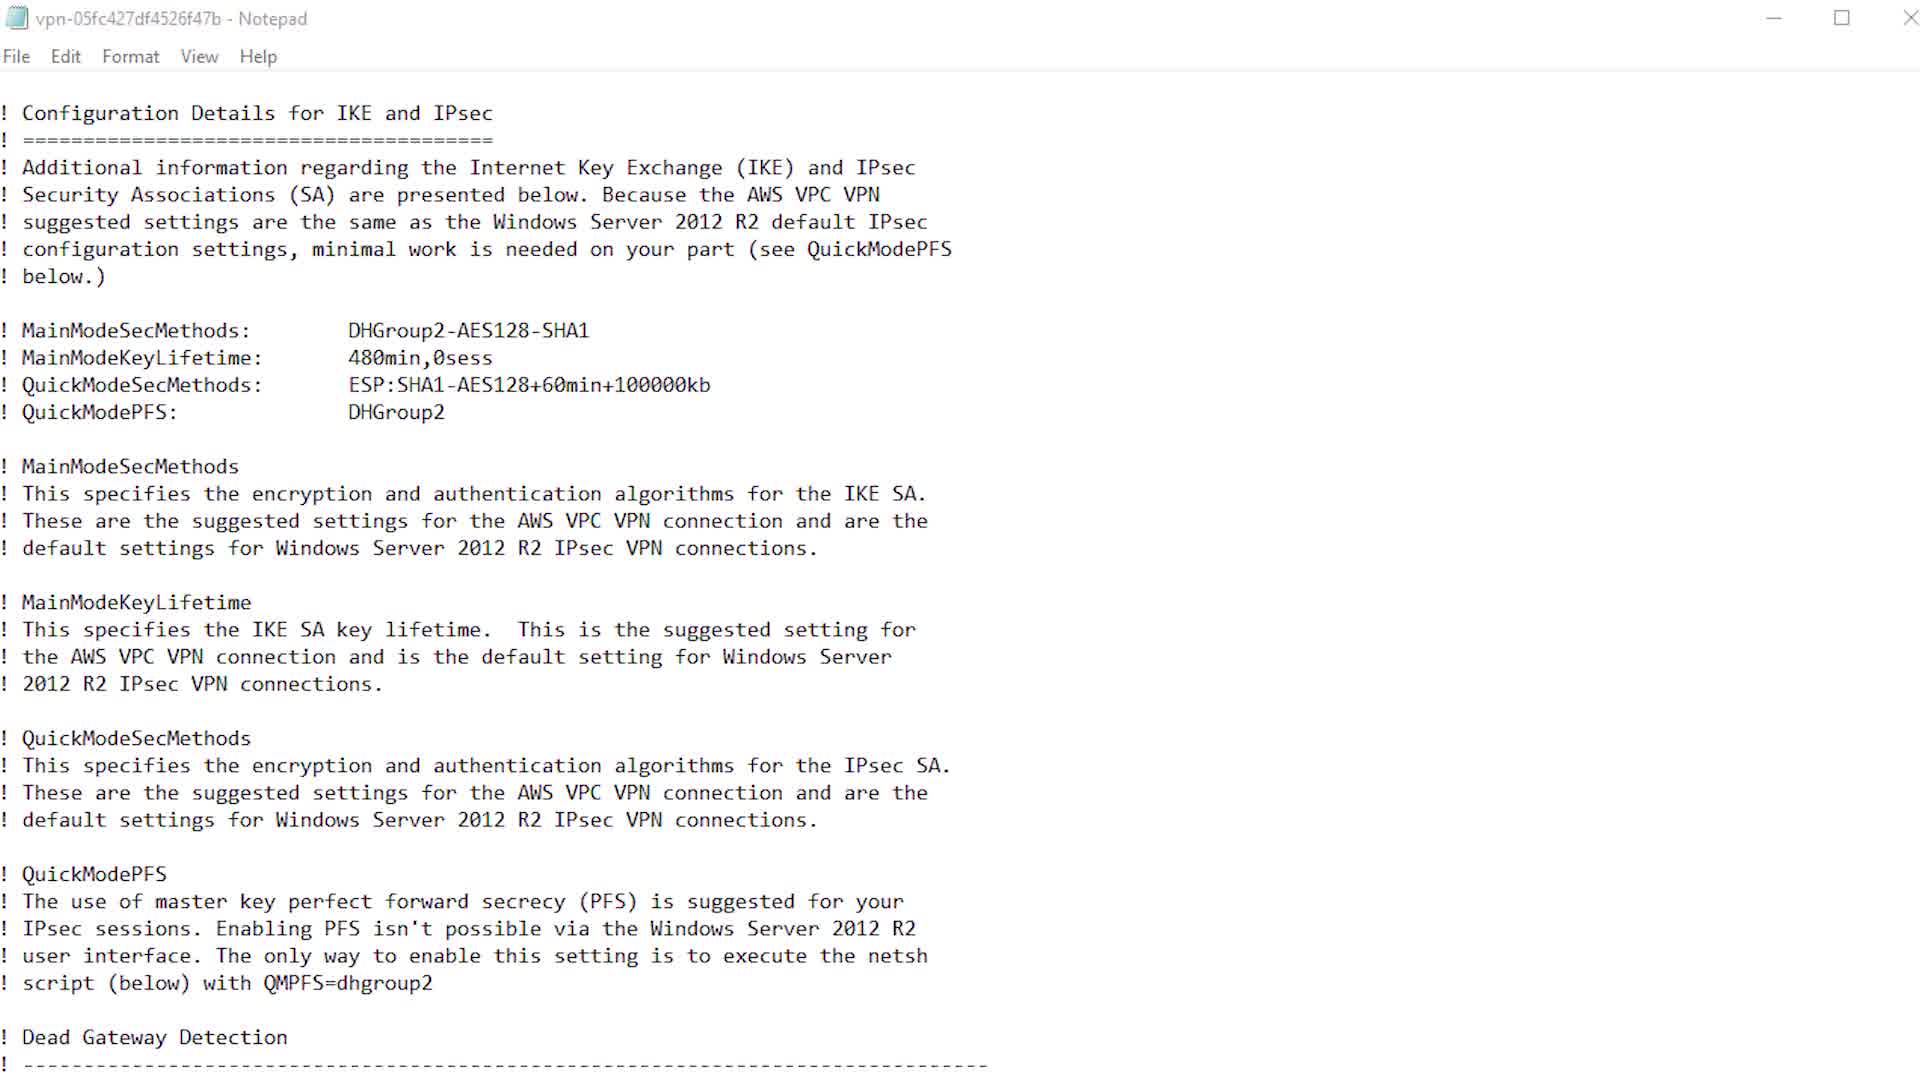 vpn-05fc427df4526f47b - Notepad
File Edit Format View Help
! Configuration Details for IKE and IPsec
! =======================================
! Additional information regarding the Internet Key Exchange (IKE) and IPsec
! Security Associations (SA) are presented below. Because the AWS VPC VPN
! suggested settings are the same as the Windows Server 2012 R2 default IPsec
! configuration settings, minimal work is needed on your part (see QuickModePFS
! below.)
! MainModeSecMethods: DHGroup2-AES128-SHA1
! MainModeKeyLifetime: 480min,0sess
! QuickModeSecMethods: ESP:SHA1-AES128+60min+100000kb
! QuickModePFS: DHGroup2
! MainModeSecMethods
! This specifies the encryption and authentication algorithms for the IKE SA.
! These are the suggested settings for the AWS VPC VPN connection and are the
! default settings for Windows Server 2012 R2 IPsec VPN connections.
! MainModeKeyLifetime
! This specifies the IKE SA key lifetime.  This is the suggested setting for
! the AWS VPC VPN connection and is the default setting for Windows Server
! 2012 R2 IPsec VPN connections.
! QuickModeSecMethods
! This specifies the encryption and authentication algorithms for the IPsec SA.
! These are the suggested settings for the AWS VPC VPN connection and are the
! default settings for Windows Server 2012 R2 IPsec VPN connections.
! QuickModePFS
! The use of master key perfect forward secrecy (PFS) is suggested for your
! IPsec sessions. Enabling PFS isn't possible via the Windows Server 2012 R2
! user interface. The only way to enable this setting is to execute the netsh
! script (below) with QMPFS=dhgroup2
! Dead Gateway Detection
! --------------------------------------------------------------------------------